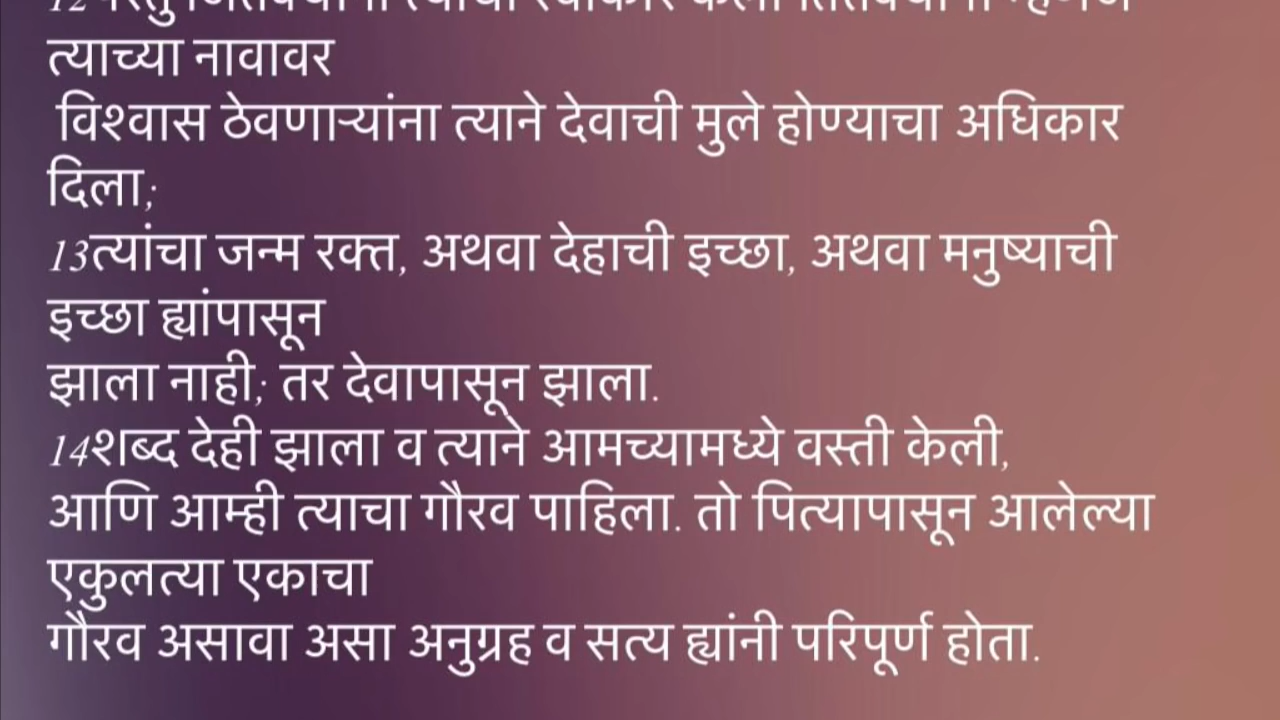 त्याच्या नावावर
विश्वास ठेवणाऱ्यांना त्याने देवाची मुले होण्याचा अधिकार
दिला;
13त्यांचा जन्म रक्त, अथवा देहाची इच्छा, अथवा मनुष्याची
इच्छा ह्यांपासून
झाला नाही; तर देवापासून झाला.
14शब्द देही झाला व त्याने आमच्यामध्ये वस्ती केली,
आणि आम्ही त्याचा गौरव पाहिला. तो पित्यापासून आलेल्या
एकुलत्या एकाचा
गौरव असावा असा अनुग्रह व सत्य ह्यांनी परिपूर्ण होता.